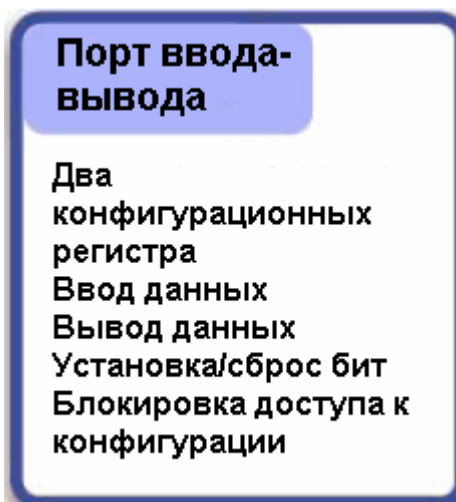 Порт ввода-
вывода
Два
конфигурационных
регистра
Ввод данных
Вывод данных
Установка/сброс бит
Блокировка доступа к
конфигурации